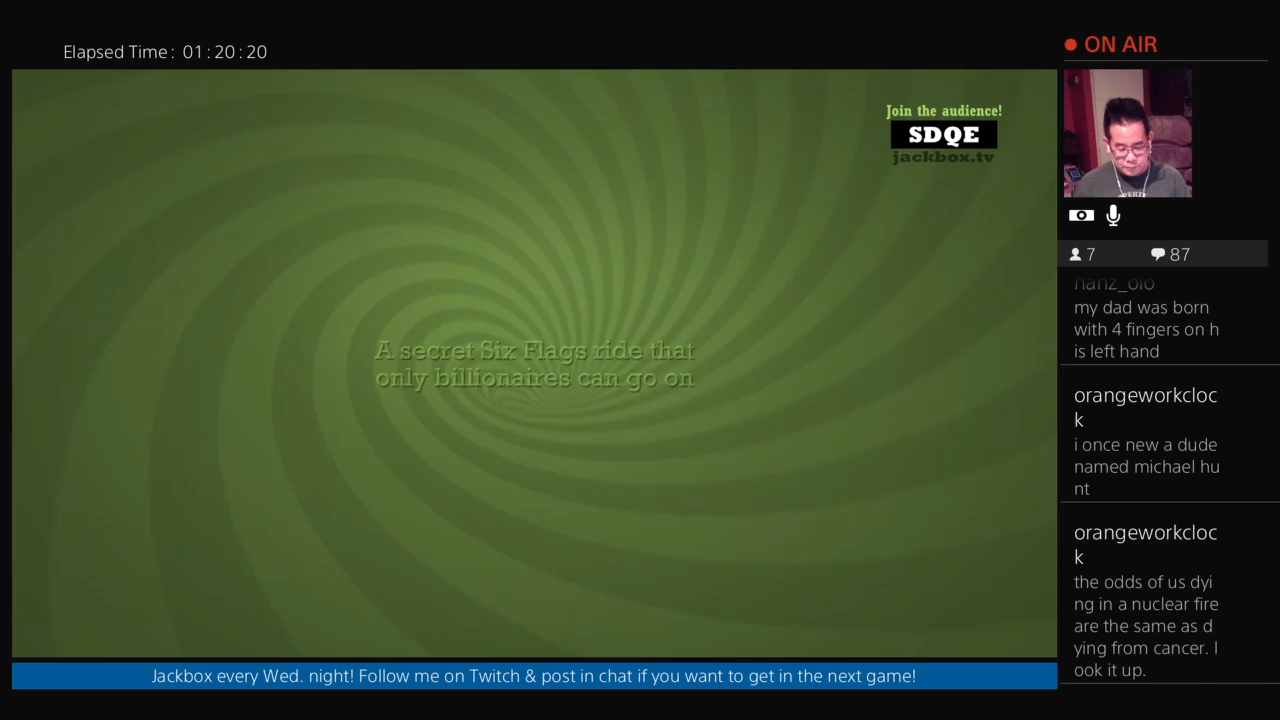 Elapsed Time: 01:20:20
ON AIR
Join the audience!
SDQE
jackbox.tv
A secret Six Flags ride that
only billionaires can go on
7 87
hanz_olo
my dad was born
with 4 fingers on h
is left hand
orangeworkcloc
k
i once new a dude
named michael hu
nt
orangeworkcloc
k
the odds of us dyi
ng in a nuclear fire
are the same as d
ying from cancer. l
ook it up.
Jackbox every Wed. night! Follow me on Twitch & post in chat if you want to get in the next game!